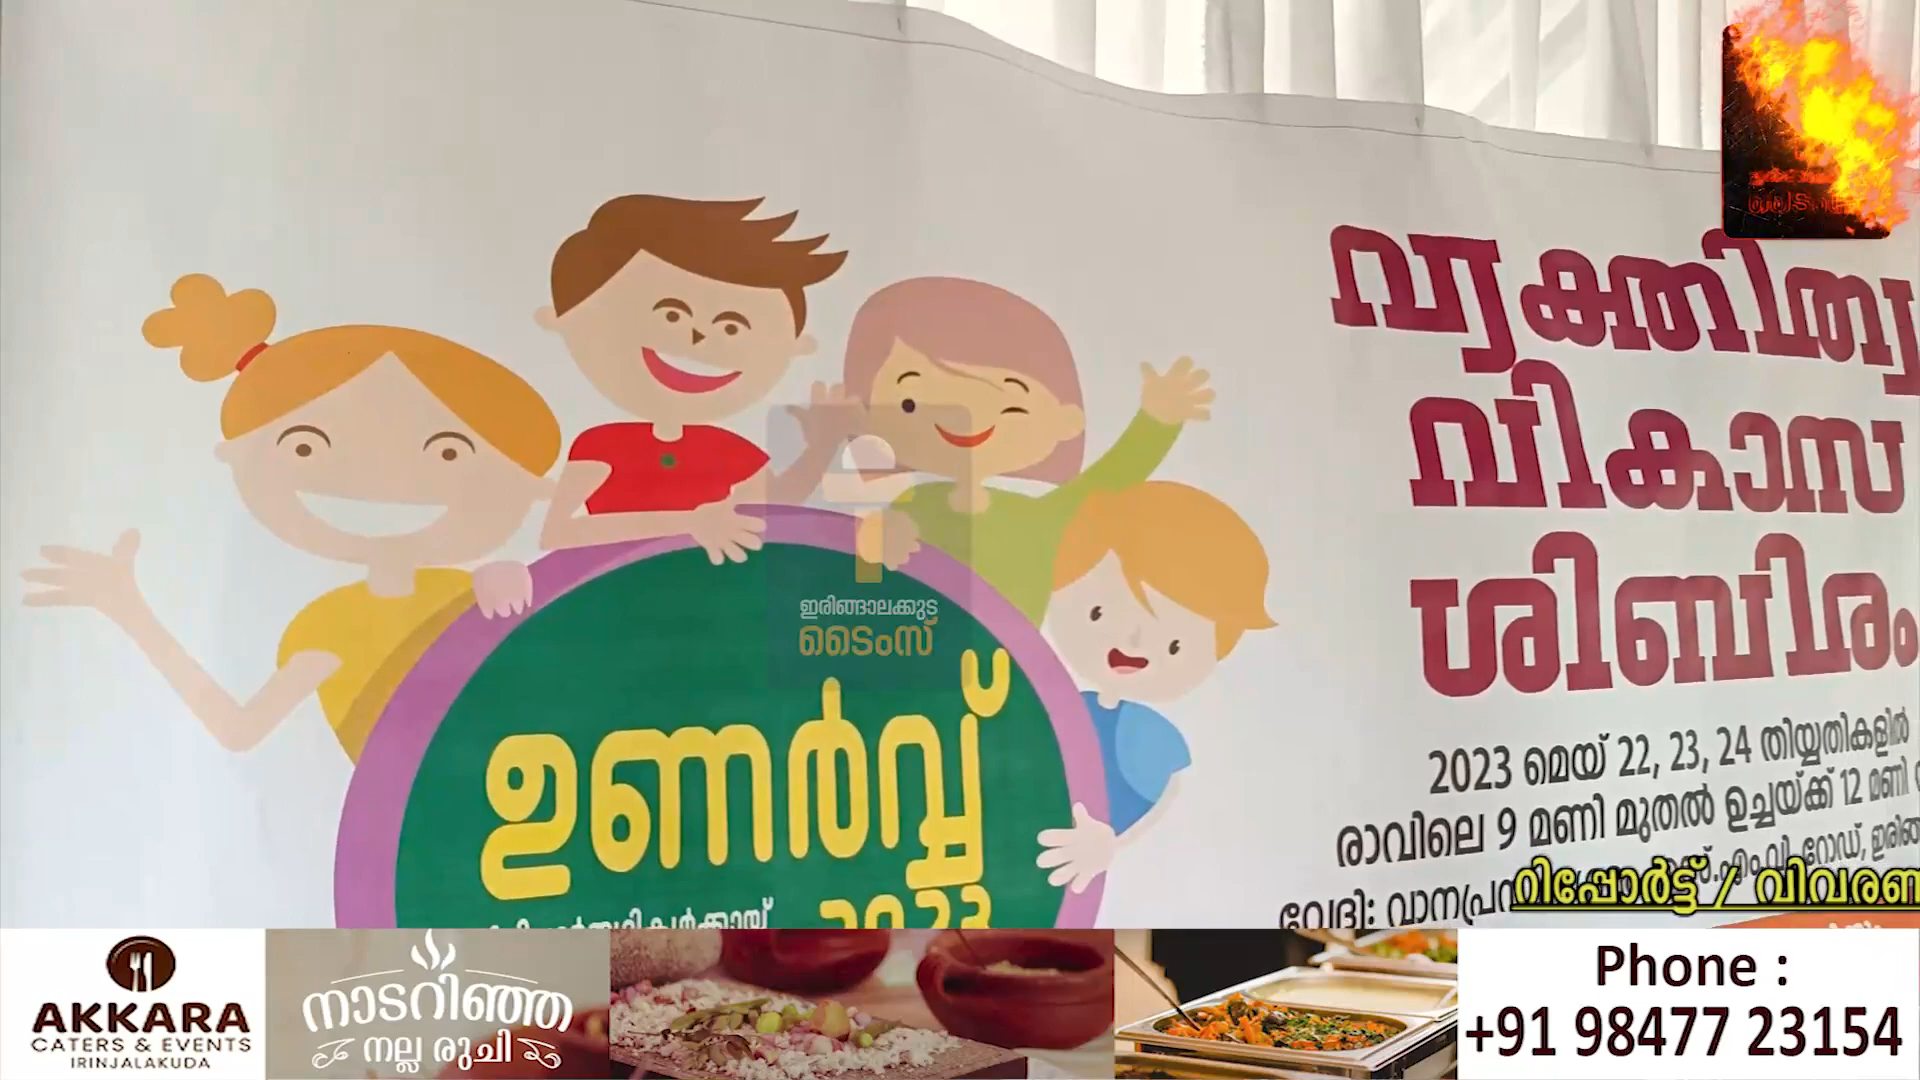 വ്യക്തിത്വ
വികാസ
ശിബിരം
2023 മെയ് 22, 23, 24 തിയ്യതികളിൽ
രാവിലെ 9 മണി മുതൽ ഉച്ചയ്ക്ക് 12 മണി
എം.വി. റോഡ്,
വേദി:
ഇരിങ്ങാലക്കുട
ടൈംസ്
ഉണർവ്വ്
2023
റിപ്പോർട്ട് /
AKKARA
CATERS & EVENTS
IRINJALAKUDA
നാടറിഞ്ഞ
നല്ല രുചി
Phone :
+91 98477 23154